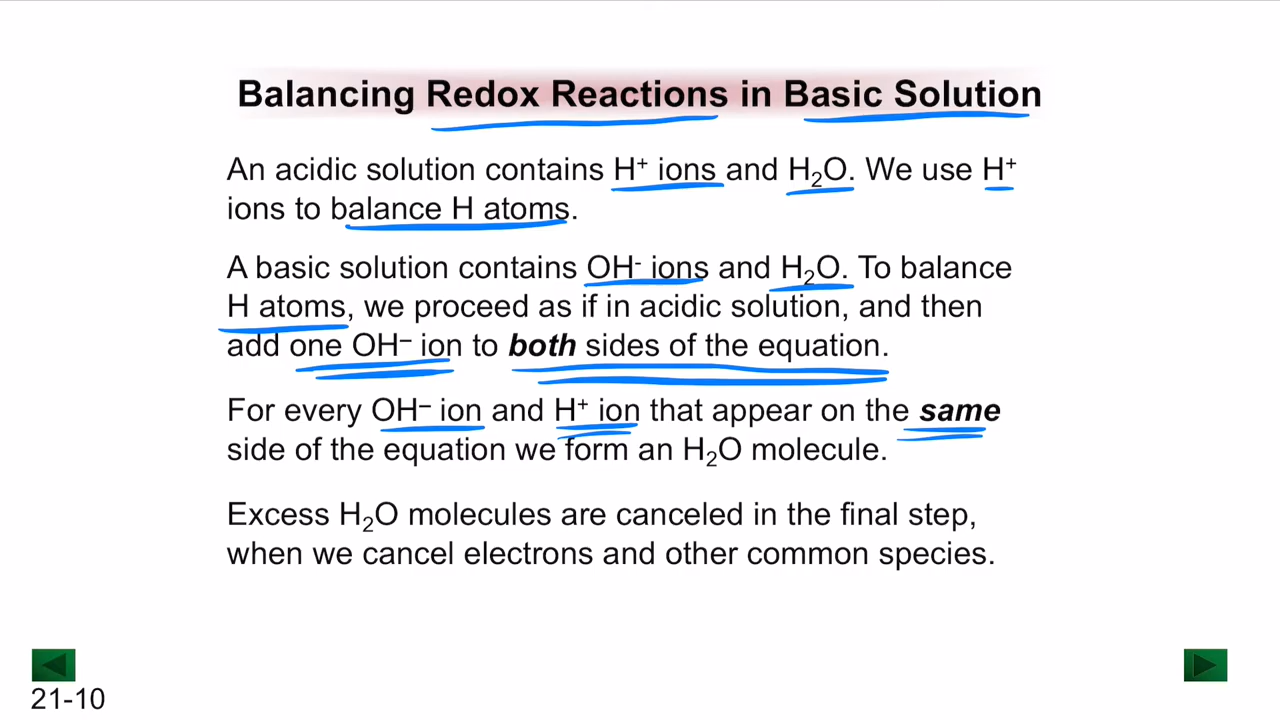 Balancing Redox Reactions in Basic Solution
An acidic solution contains H⁺ ions and H₂O. We use H⁺
ions to balance H atoms.
A basic solution contains OH⁻ ions and H₂O. To balance
H atoms, we proceed as if in acidic solution, and then
add one OH⁻ ion to both sides of the equation.
For every OH⁻ ion and H⁺ ion that appear on the same
side of the equation we form an H₂O molecule.
Excess H₂O molecules are canceled in the final step,
when we cancel electrons and other common species.
21-10